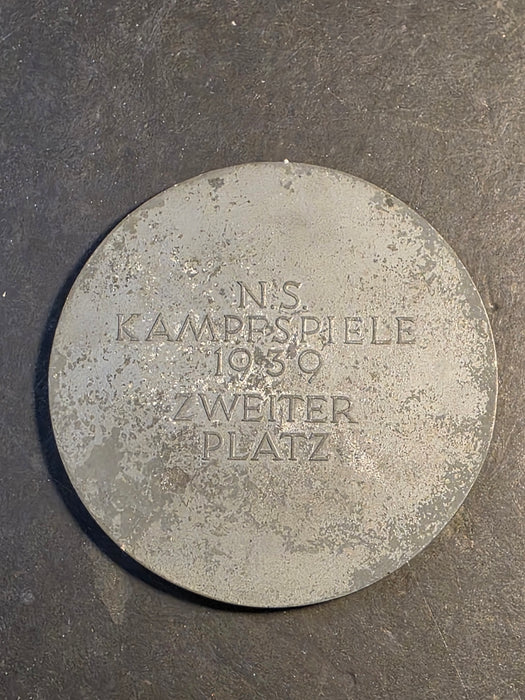 N.S.
KAMPFSPIELE
1939
ZWEITER
PLATZ